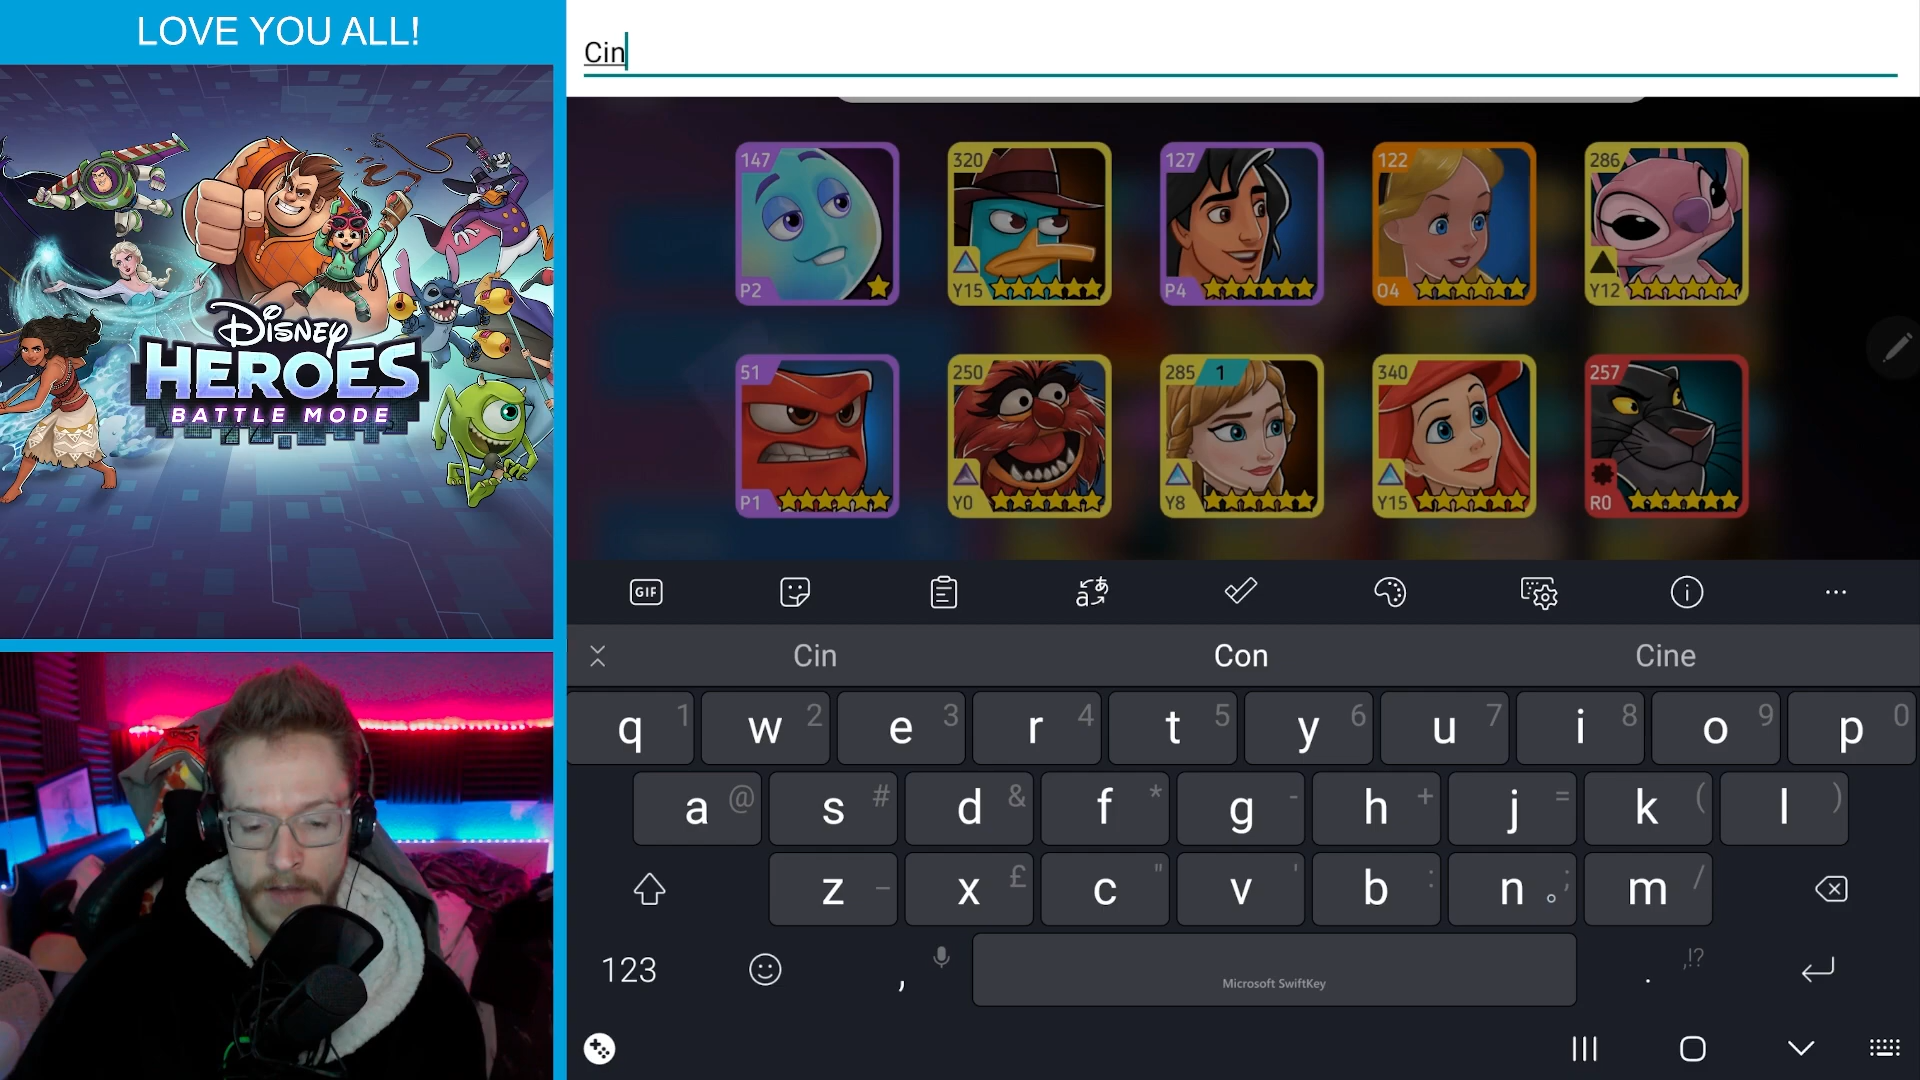 LOVE YOU ALL!
Disney
HEROES
BATTLE MODE
Cin
147
P2
320
Y15
127
P4
122
O4
286
Y12
51
P1
250
Y0
285
1
Y8
340
Y15
257
R0
GIF
Cin
Con
Cine
q 1 w 2 e 3 r 4 t 5 y 6 u 7 i 8 o 9 p 0
a @ s # d & f * g - h + j = k ( l )
z _ x £ c " v ' b : n ; m /
123 , . ,!?
Microsoft SwiftKey